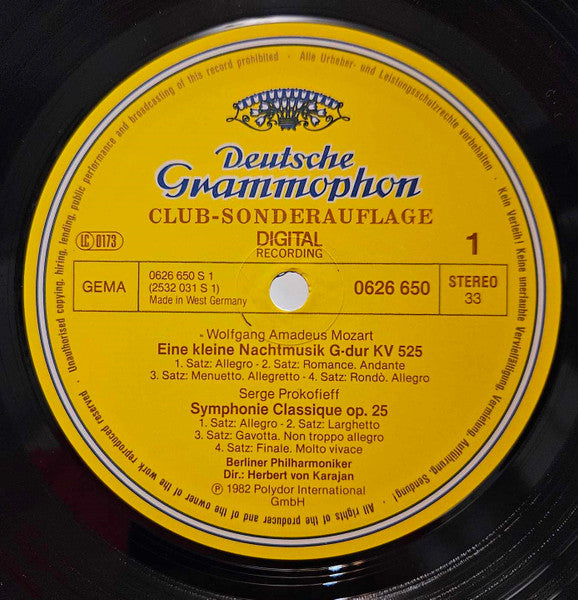 Deutsche
Grammophon
CLUB-SONDERAUFLAGE
DIGITAL
RECORDING
1
LC 0173
GEMA
0626 650 S 1
(2532 031 S 1)
Made in West Germany
0626 650
STEREO
33
Wolfgang Amadeus Mozart
Eine kleine Nachtmusik G-dur KV 525
1. Satz: Allegro - 2. Satz: Romance. Andante
3. Satz: Menuetto. Allegretto - 4. Satz: Rondò. Allegro
Serge Prokofieff
Symphonie Classique op. 25
1. Satz: Allegro - 2. Satz: Larghetto
3. Satz: Gavotta. Non troppo allegro
4. Satz: Finale. Molto vivace
Berliner Philharmoniker
Dir.: Herbert von Karajan
℗ 1982 Polydor International
GmbH
Alle Urheber- und Leistungsschutzrechte vorbehalten · Kein Verleih! Keine unerlaubte Vervielfältigung, Vermietung, Aufführung, Sendung!
All rights of the producer and of the owner of the work reproduced reserved · Unauthorised copying, hiring, lending, public performance and broadcasting of this record prohibited ·